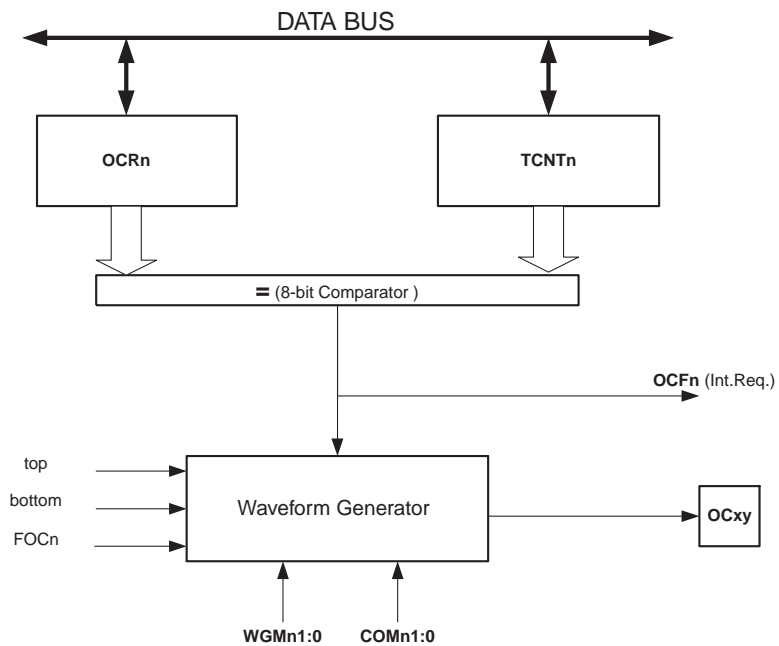 DATA BUS
OCRn
TCNTn
= (8-bit Comparator )
OCFn (Int.Req.)
top
bottom
FOCn
Waveform Generator
OCxy
WGMn1:0
COMn1:0